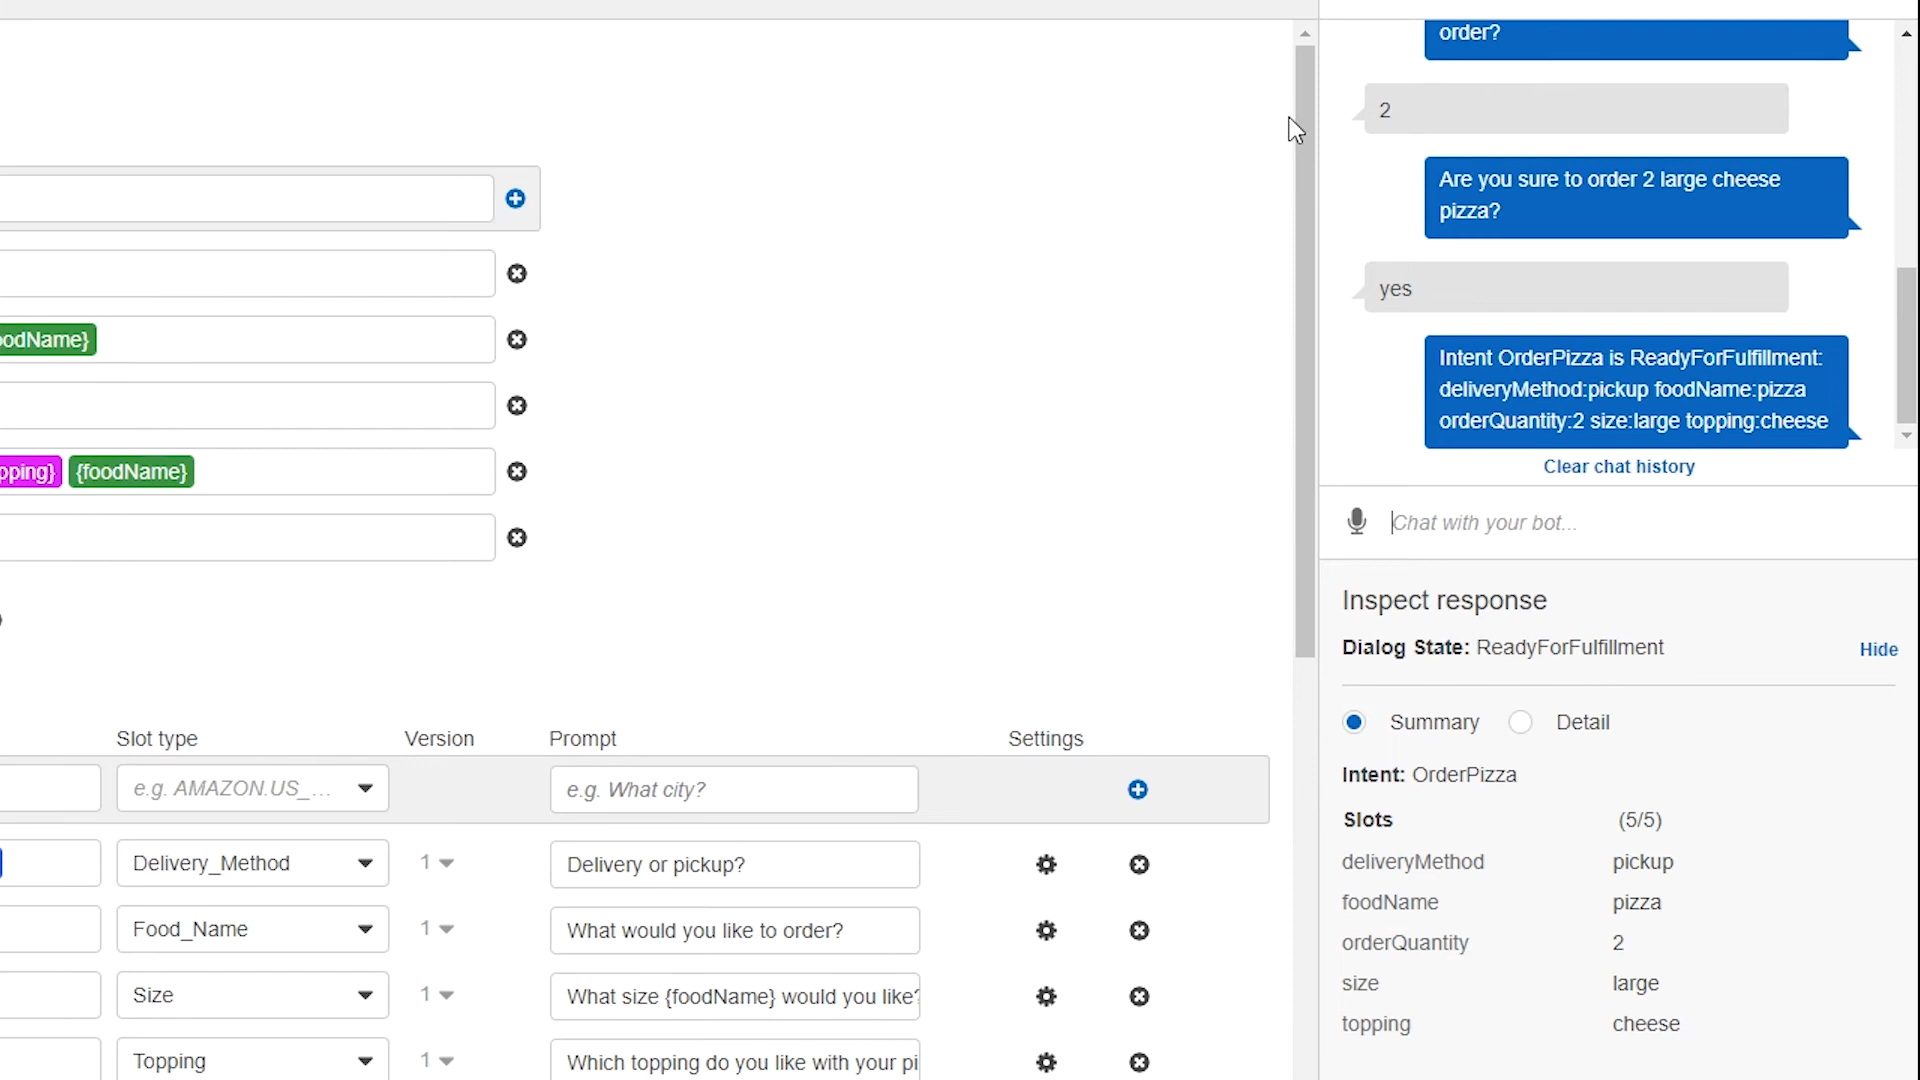 order?
2
Are you sure to order 2 large cheese
pizza?
yes
Intent OrderPizza is ReadyForFulfillment:
deliveryMethod:pickup foodName:pizza
orderQuantity:2 size:large topping:cheese
Clear chat history
Chat with your bot...
oodName}
pping} {foodName}
Slot type Version Prompt Settings
e.g. AMAZON.US_... e.g. What city?
Delivery_Method 1 Delivery or pickup?
Food_Name 1 What would you like to order?
Size 1 What size {foodName} would you like?
Topping 1 Which topping do you like with your pi
Inspect response
Dialog State: ReadyForFulfillment Hide
Summary Detail
Intent: OrderPizza
Slots (5/5)
deliveryMethod pickup
foodName pizza
orderQuantity 2
size large
topping cheese